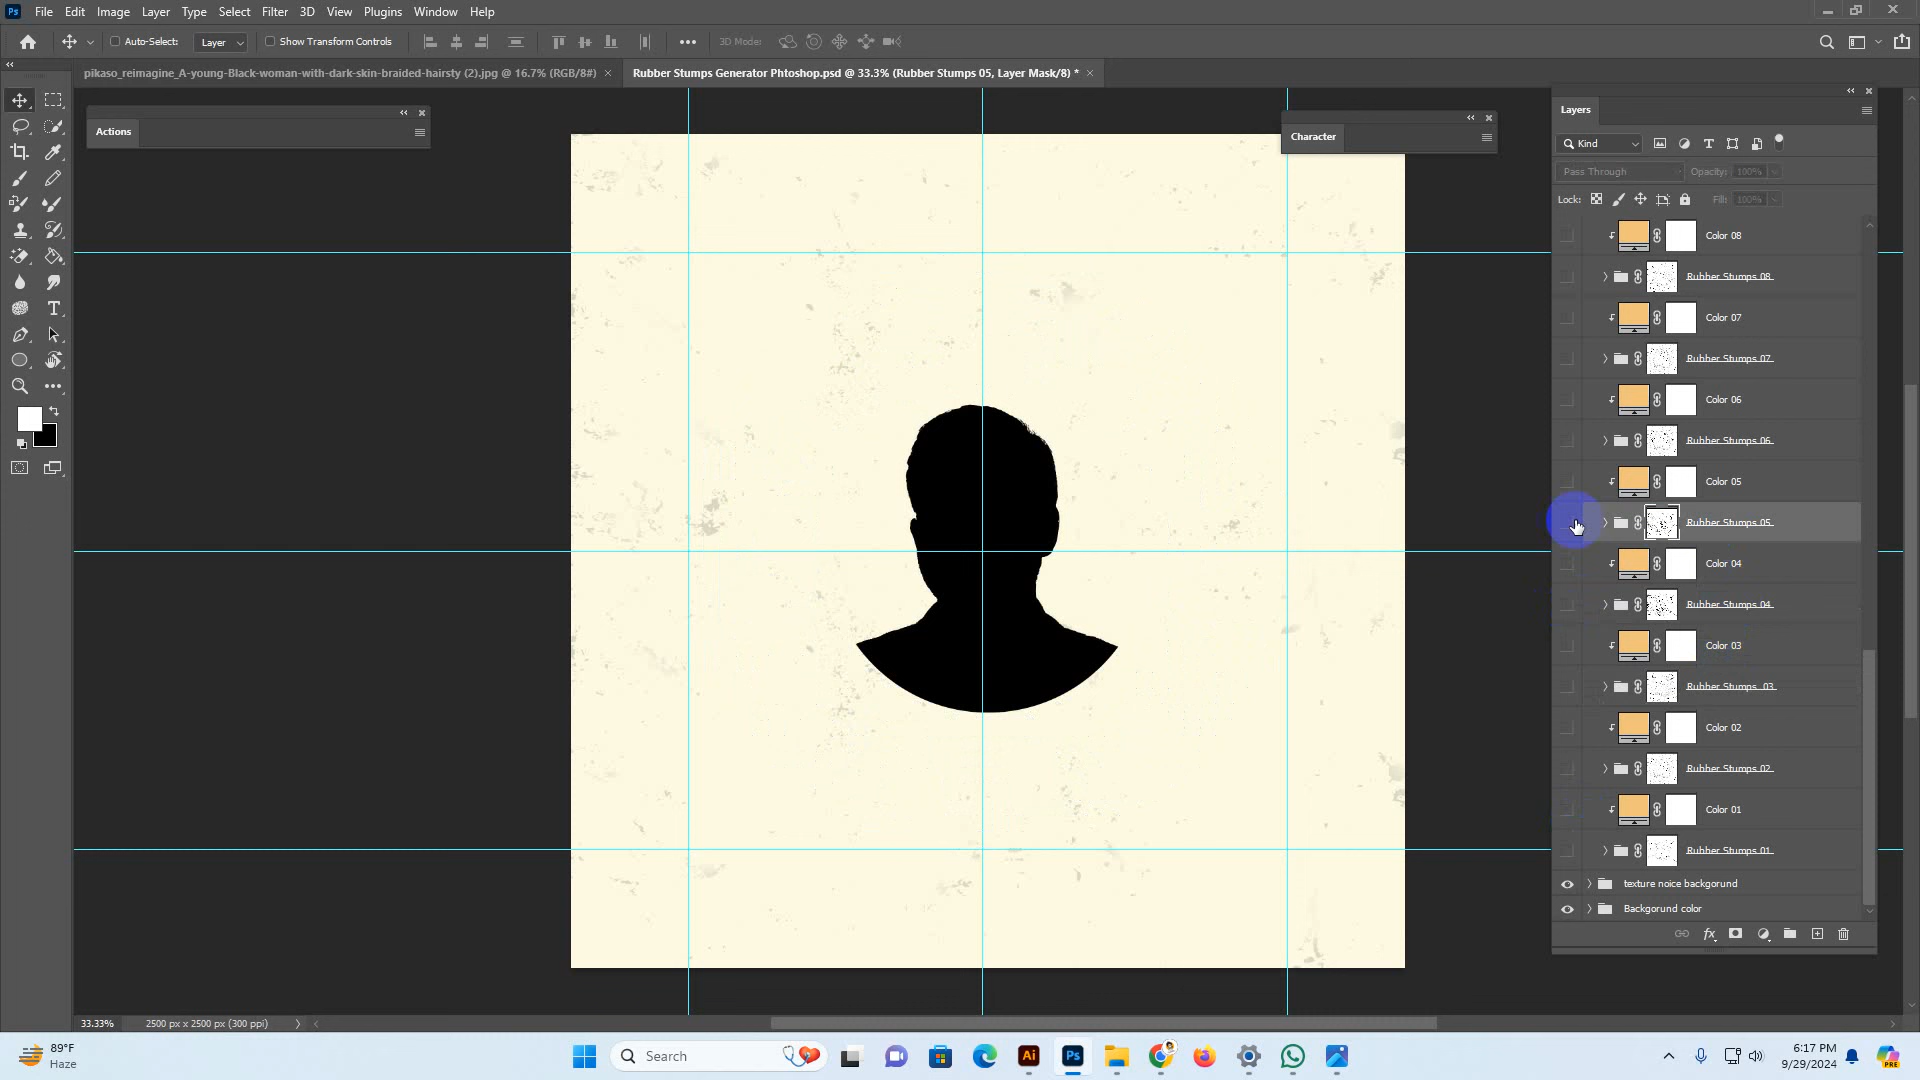 Ps File Edit Image Layer Type Select Filter 3D View Plugins Window Help
Auto-Select: Layer Show Transform Controls 3D Mode:
pikaso_reimagine_A-young-Black-woman-with-dark-skin-braided-hairsty (2).jpg @ 16.7% (RGB/8#) ×
Rubber Stumps Generator Phtoshop.psd @ 33.3% (Rubber Stumps 05, Layer Mask/8) * ×
Actions
Character
Layers
Kind
Pass Through Opacity: 100%
Lock: Fill: 100%
Color 08
Rubber Stumps 08
Color 07
Rubber Stumps 07
Color 06
Rubber Stumps 06
Color 05
Rubber Stumps 05
Color 04
Rubber Stumps 04
Color 03
Rubber Stumps 03
Color 02
Rubber Stumps 02
Color 01
Rubber Stumps 01
texture noice backgorund
Backgorund color
fx
33.33% 2500 px x 2500 px (300 ppi)
89°F
Haze
Search
Ai
Ps
PRE
6:17 PM
9/29/2024